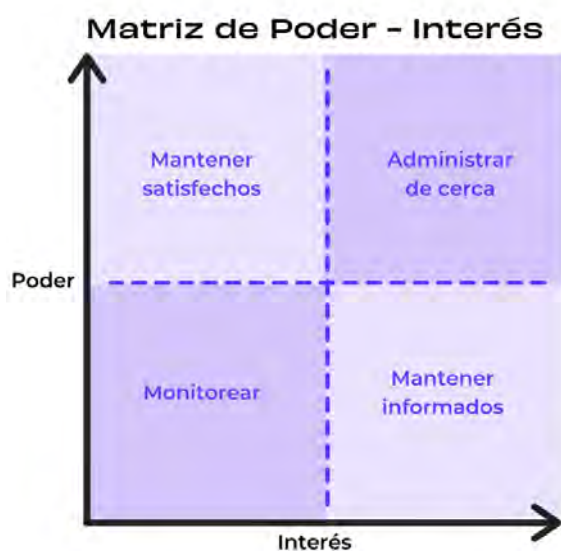 Matriz de Poder - Interés
Mantener
satisfechos
Administrar
de cerca
Poder
Monitorear
Mantener
informados
Interés